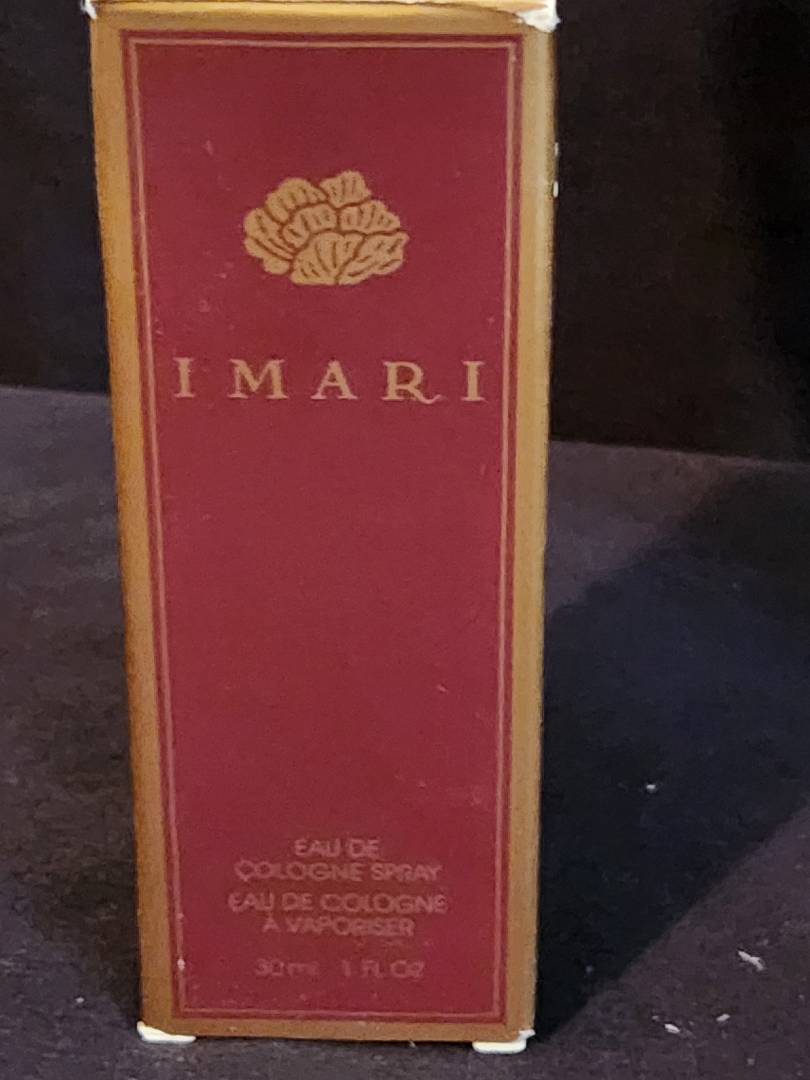 IMARI
EAU DE
COLOGNE SPRAY
EAU DE COLOGNE
À VAPORISER
30 ml 1 FL OZ